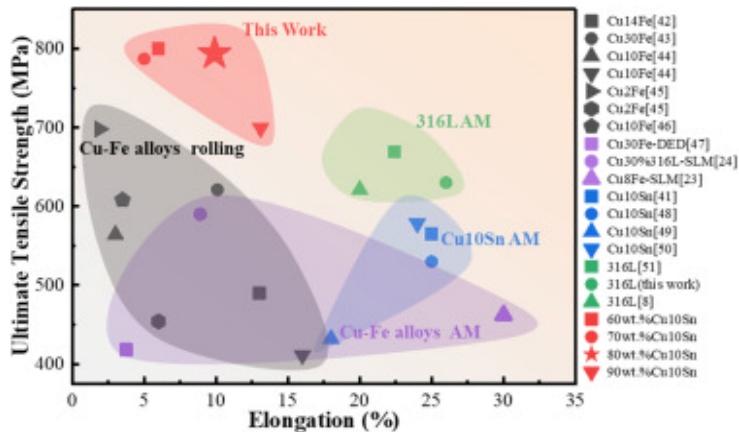 Ultimate Tensile Strength (MPa)
800
700
600
500
400
This Work
316L AM
Cu-Fe alloys rolling
Cu10Sn AM
Cu-Fe alloys AM
0 5 10 15 20 25 30 35
Elongation (%)
Cu14Fe[42]
Cu30Fe[43]
Cu10Fe[44]
Cu10Fe[44]
Cu2Fe[45]
Cu2Fe[45]
Cu10Fe[46]
Cu30Fe-DED[47]
Cu30%316L-SLM[24]
Cu8Fe-SLM[23]
Cu10Sn[41]
Cu10Sn[48]
Cu10Sn[49]
Cu10Sn[50]
316L[51]
316L(this work)
316L[8]
60wt.%Cu10Sn
70wt.%Cu10Sn
80wt.%Cu10Sn
90wt.%Cu10Sn